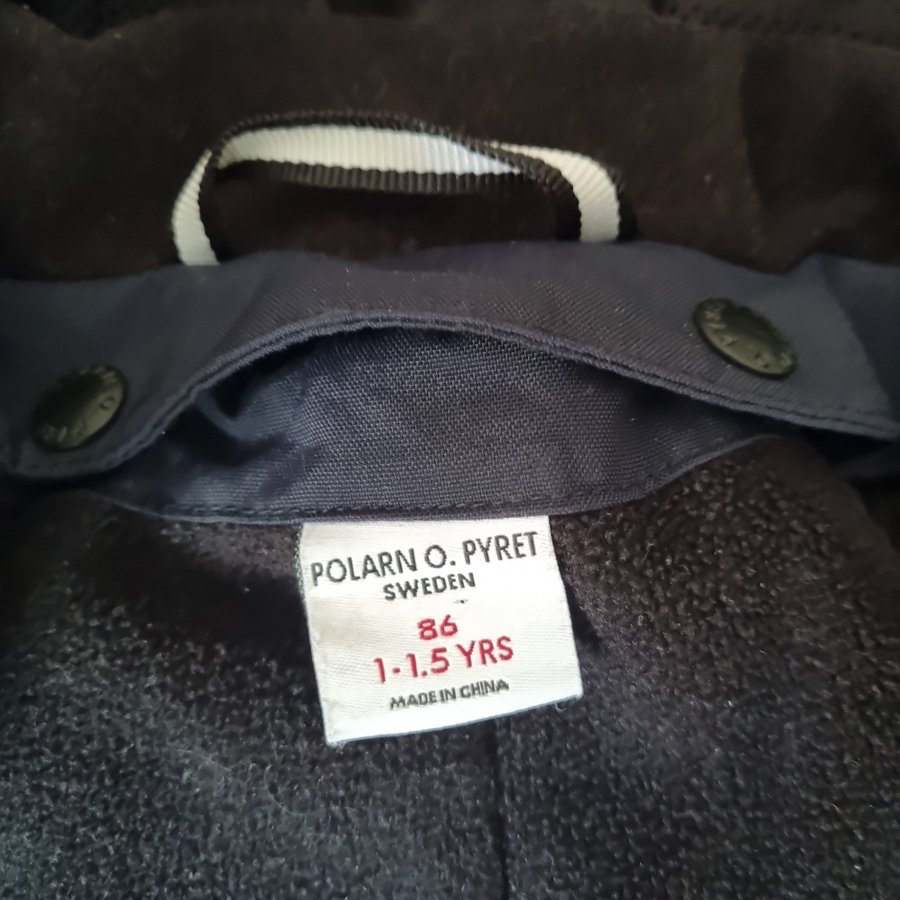 POLARN O. PYRET
SWEDEN
86
1-1.5 YRS
MADE IN CHINA